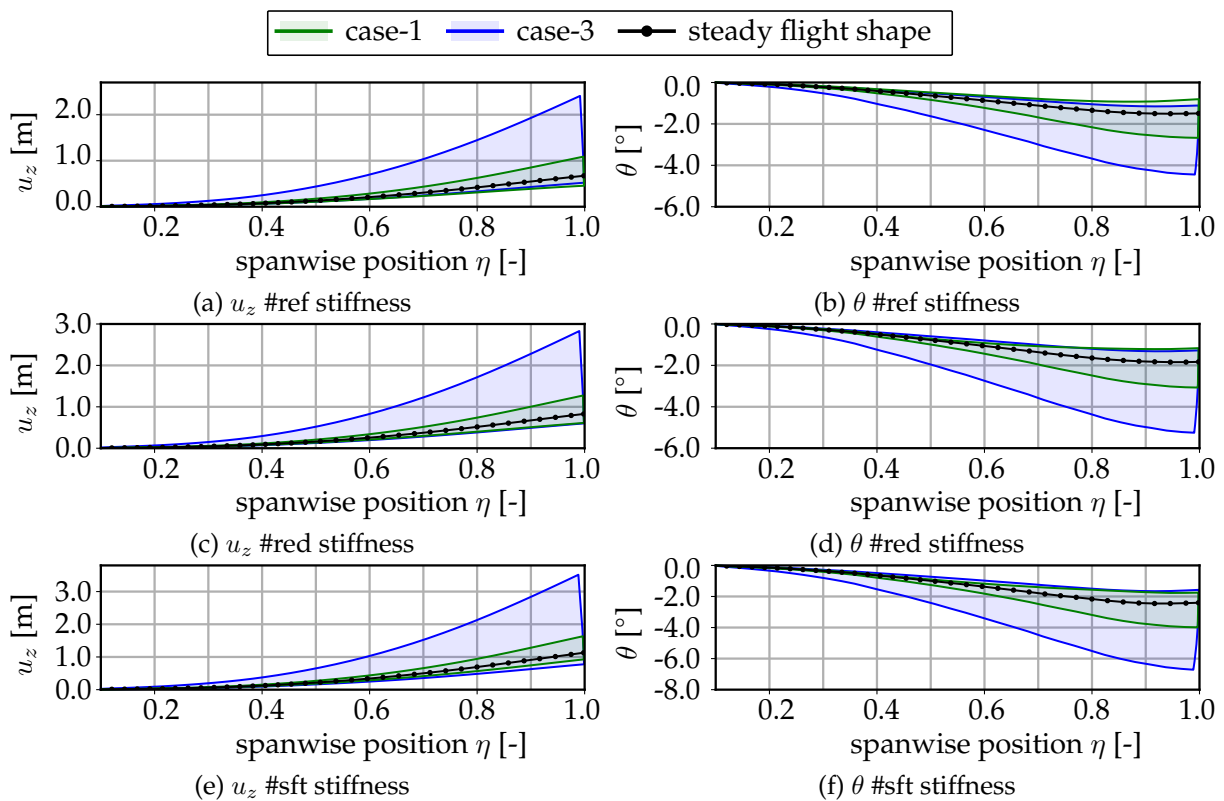 case-1 case-3 steady flight shape
2.0
1.0
0.0
u_z [m]
0.2 0.4 0.6 0.8 1.0
spanwise position η [-]
(a) u_z #ref stiffness
0.0
-2.0
-4.0
-6.0
θ [°]
0.2 0.4 0.6 0.8 1.0
spanwise position η [-]
(b) θ #ref stiffness
3.0
2.0
1.0
0.0
u_z [m]
0.2 0.4 0.6 0.8 1.0
spanwise position η [-]
(c) u_z #red stiffness
0.0
-2.0
-4.0
-6.0
θ [°]
0.2 0.4 0.6 0.8 1.0
spanwise position η [-]
(d) θ #red stiffness
3.0
2.0
1.0
0.0
u_z [m]
0.2 0.4 0.6 0.8 1.0
spanwise position η [-]
(e) u_z #sft stiffness
0.0
-2.0
-4.0
-6.0
-8.0
θ [°]
0.2 0.4 0.6 0.8 1.0
spanwise position η [-]
(f) θ #sft stiffness